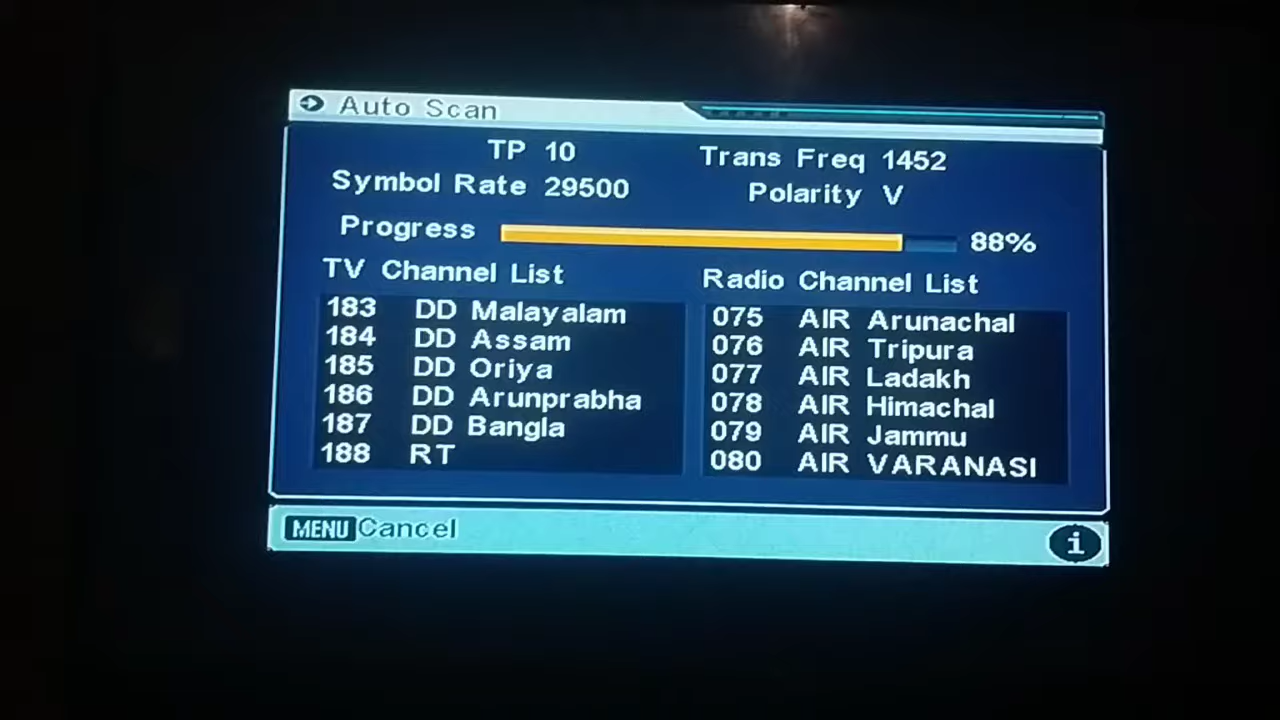 Auto Scan
TP 10 Trans Freq 1452
Symbol Rate 29500 Polarity V
Progress 88%
TV Channel List
183 DD Malayalam
184 DD Assam
185 DD Oriya
186 DD Arunprabha
187 DD Bangla
188 RT
Radio Channel List
075 AIR Arunachal
076 AIR Tripura
077 AIR Ladakh
078 AIR Himachal
079 AIR Jammu
080 AIR VARANASI
MENU Cancel i